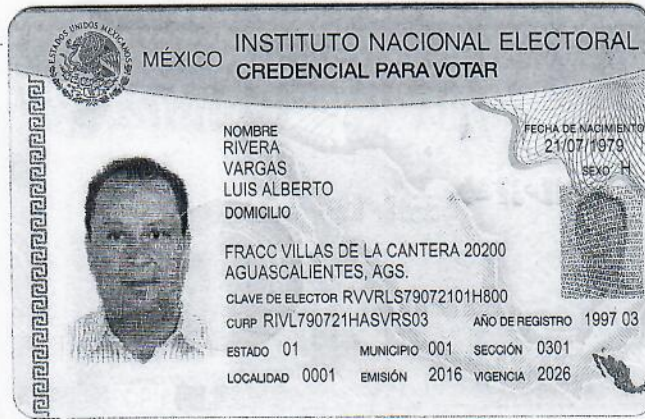 ESTADOS UNIDOS MEXICANOS
MÉXICO
INSTITUTO NACIONAL ELECTORAL
CREDENCIAL PARA VOTAR
NOMBRE
RIVERA
VARGAS
LUIS ALBERTO
FECHA DE NACIMIENTO
21/07/1979
SEXO H
DOMICILIO
FRACC VILLAS DE LA CANTERA 20200
AGUASCALIENTES, AGS.
CLAVE DE ELECTOR RVVRLS79072101H800
CURP RIVL790721HASVRS03 AÑO DE REGISTRO 1997 03
ESTADO 01 MUNICIPIO 001 SECCIÓN 0301
LOCALIDAD 0001 EMISIÓN 2016 VIGENCIA 2026